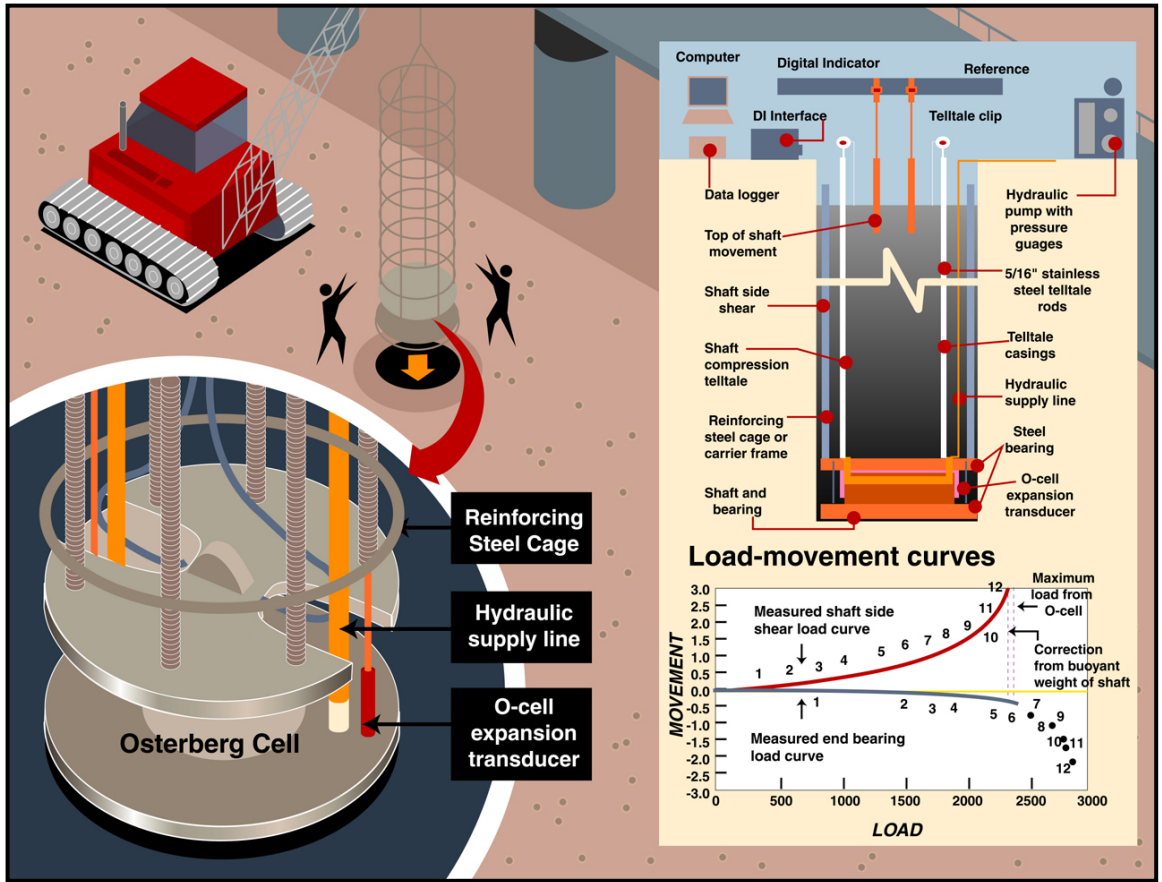 Computer
Digital Indicator
Reference
DI Interface
Telltale clip
Data logger
Top of shaft
movement
Shaft side
shear
Shaft
compression
telltale
Reinforcing
steel cage or
carrier frame
Shaft and
bearing
Hydraulic
pump with
pressure
guages
5/16" stainless
steel telltale
rods
Telltale
casings
Hydraulic
supply line
Steel
bearing
O-cell
expansion
transducer
Reinforcing
Steel Cage
Hydraulic
supply line
O-cell
expansion
transducer
Osterberg Cell
Load-movement curves
MOVEMENT
3.0
2.5
2.0
1.5
1.0
0.5
0.0
-0.5
-1.0
-1.5
-2.0
-2.5
-3.0
Measured shaft side
shear load curve
1 2 3 4 5 6 7 8 9 10 11 12
Maximum
load from
O-cell
Correction
from buoyant
weight of shaft
1 2 3 4 5 6 7 8 9 10 11 12
Measured end bearing
load curve
0 500 1000 1500 2000 2500 3000
LOAD